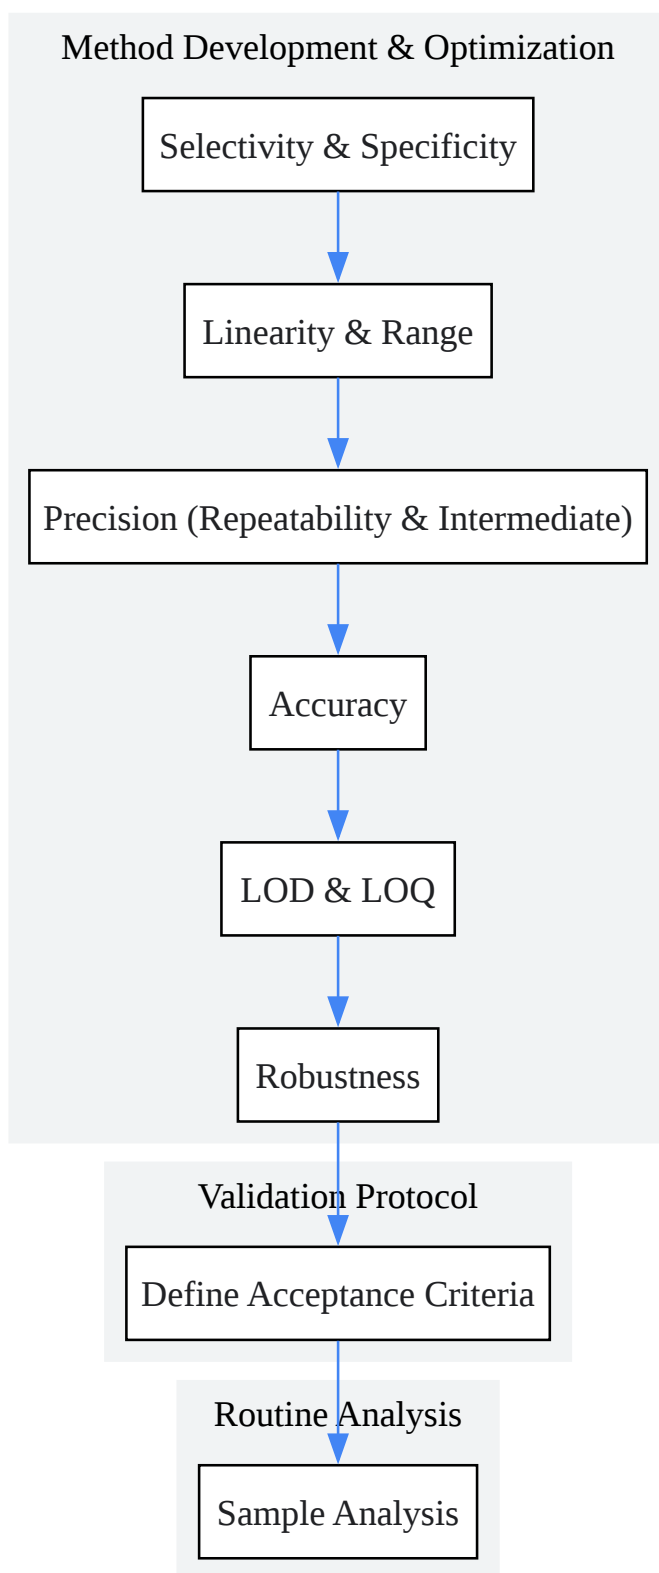 Method Development & Optimization
Selectivity & Specificity
Linearity & Range
Precision (Repeatability & Intermediate)
Accuracy
LOD & LOQ
Robustness
Validation Protocol
Define Acceptance Criteria
Routine Analysis
Sample Analysis